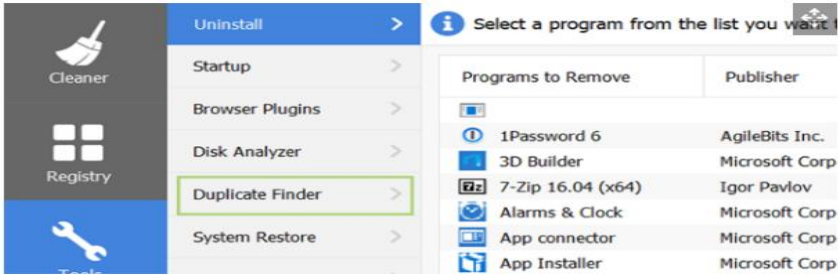 Cleaner
Registry
Tools
Uninstall
Startup
Browser Plugins
Disk Analyzer
Duplicate Finder
System Restore
Select a program from the list you want t
Programs to Remove Publisher
1Password 6 AgileBits Inc.
3D Builder Microsoft Corp
7-Zip 16.04 (x64) Igor Pavlov
Alarms & Clock Microsoft Corp
App connector Microsoft Corp
App Installer Microsoft Corp